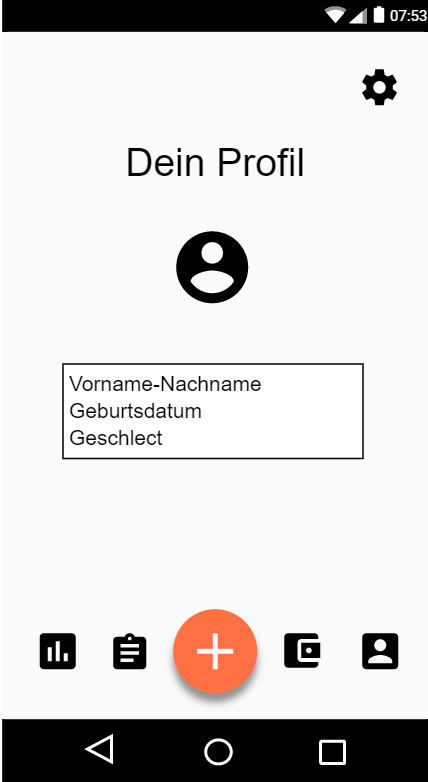 07:53
Dein Profil
Vorname-Nachname
Geburtsdatum
Geschlect